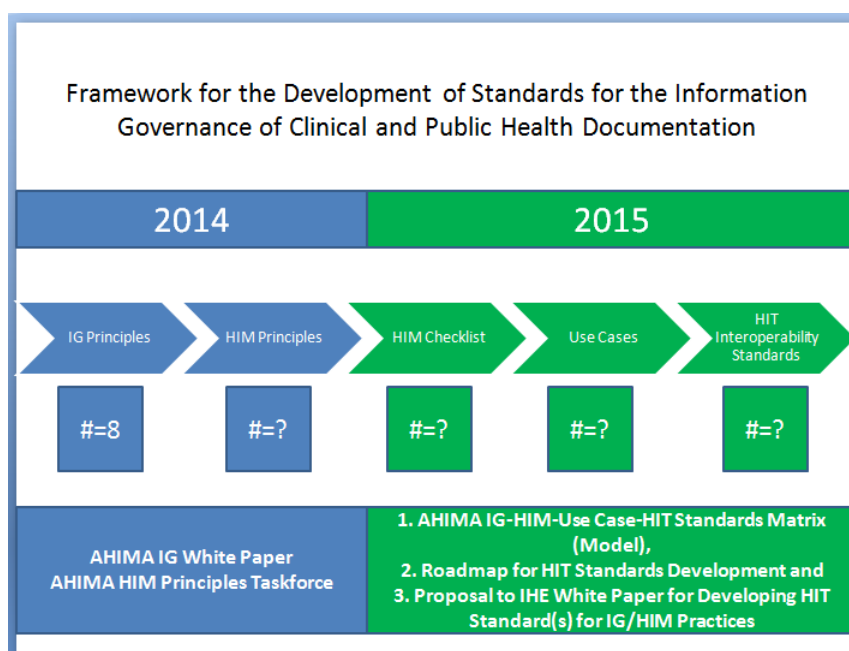 Framework for the Development of Standards for the Information
Governance of Clinical and Public Health Documentation
2014
2015
IG Principles
HIM Principles
HIM Checklist
Use Cases
HIT
Interoperability
Standards
#=8
#=?
#=?
#=?
#=?
AHIMA IG White Paper
AHIMA HIM Principles Taskforce
1. AHIMA IG-HIM-Use Case-HIT Standards Matrix
(Model),
2. Roadmap for HIT Standards Development and
3. Proposal to IHE White Paper for Developing HIT
Standard(s) for IG/HIM Practices